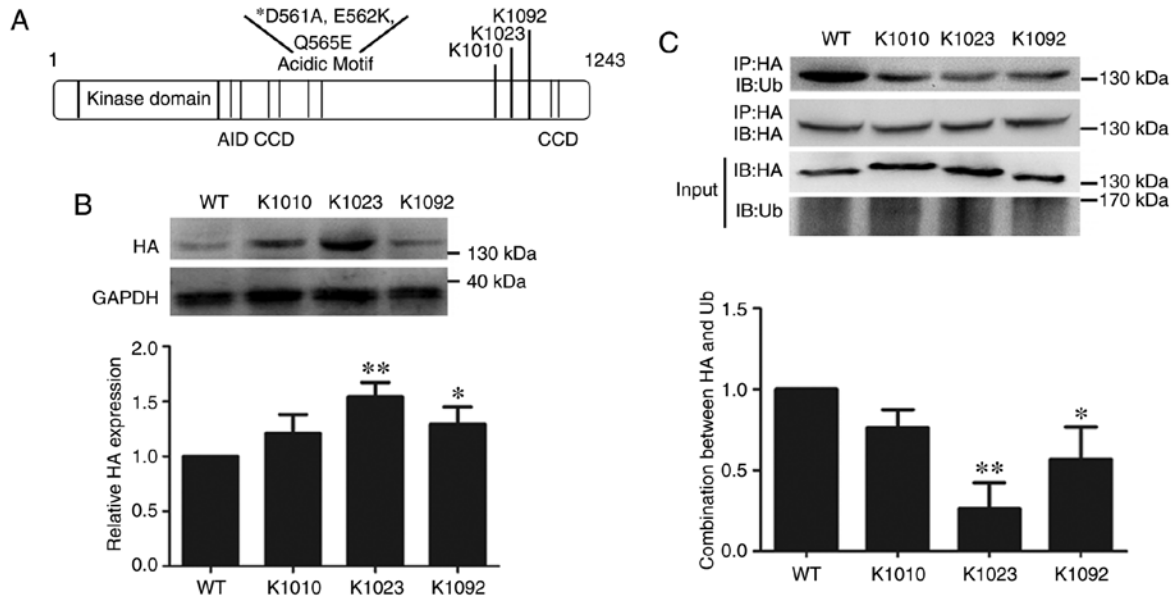 A
*D561A, E562K,
Q565E
Acidic Motif
K1092
K1023
K1010
1
1243
Kinase domain
AID CCD
CCD
B
WT K1010 K1023 K1092
HA
130 kDa
40 kDa
GAPDH
Relative HA expression
2.0
1.5
1.0
0.5
0.0
**
*
WT K1010 K1023 K1092
C
WT K1010 K1023 K1092
IP:HA
IB:Ub
130 kDa
IP:HA
IB:HA
130 kDa
Input
IB:HA
130 kDa
170 kDa
IB:Ub
Combination between HA and Ub
1.5
1.0
0.5
0.0
**
*
WT K1010 K1023 K1092